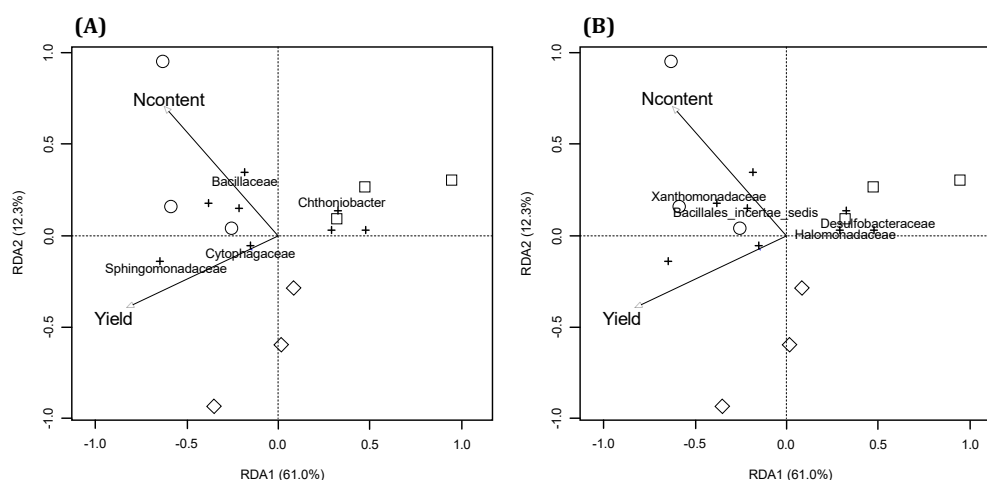 (A)
1.0
0.5
0.0
-0.5
-1.0
RDA2 (12.3%)
Ncontent
Bacillaceae
Chthoniobacter
Cytophagaceae
Sphingomonadaceae
Yield
-1.0 -0.5 0.0 0.5 1.0
RDA1 (61.0%)
(B)
1.0
0.5
0.0
-0.5
-1.0
RDA2 (12.3%)
Ncontent
Xanthomonadaceae
Bacillales_incertae_sedis
Desulfobacteraceae
Halomonadaceae
Yield
-1.0 -0.5 0.0 0.5 1.0
RDA1 (61.0%)